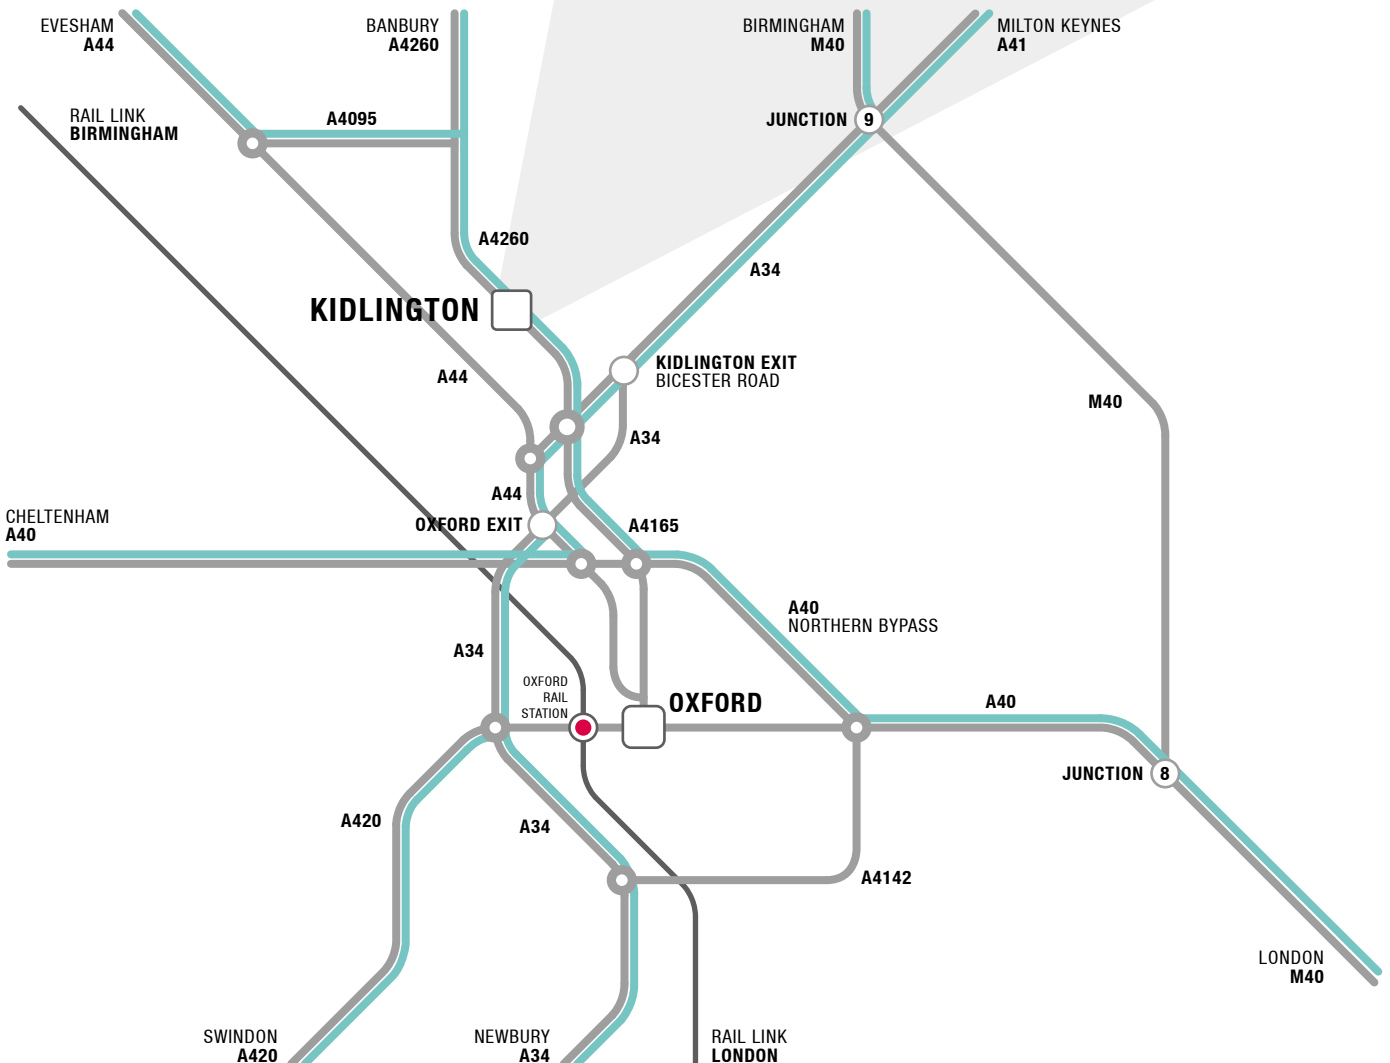 EVESHAM
A44
BANBURY
A4260
BIRMINGHAM
M40
MILTON KEYNES
A41
RAIL LINK
BIRMINGHAM
A4095
JUNCTION 9
A4260
A34
KIDLINGTON
KIDLINGTON EXIT
BICESTER ROAD
A44
M40
A34
A44
CHELTENHAM
A40
OXFORD EXIT
A4165
A40
NORTHERN BYPASS
A34
OXFORD
RAIL
STATION
OXFORD
A40
JUNCTION 8
A420
A34
A4142
LONDON
M40
SWINDON
A420
NEWBURY
A34
RAIL LINK
LONDON